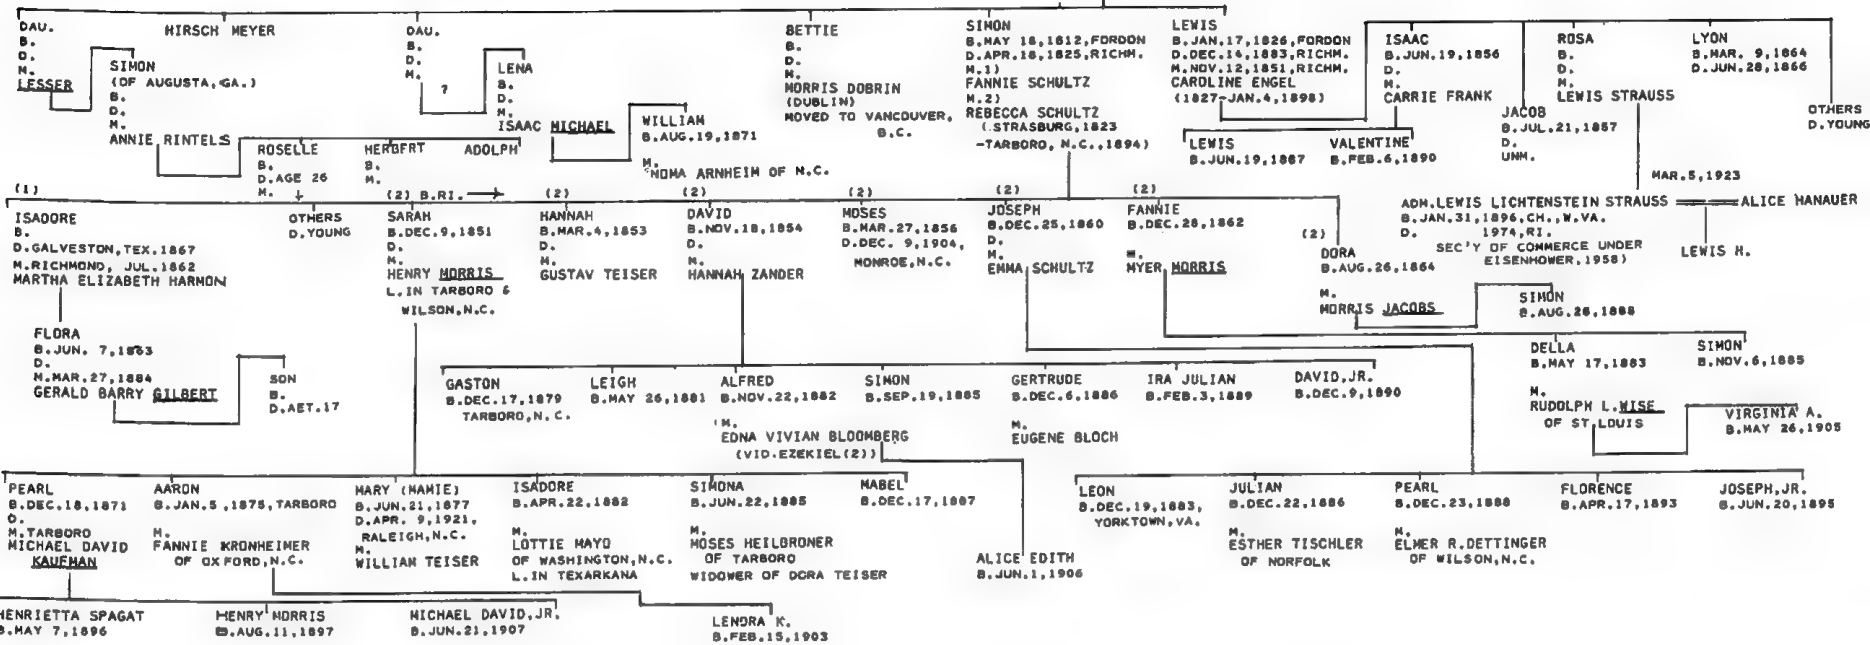 DAU.
B.
D.
M.
LESSER
SIMON
(OF AUGUSTA, GA.)
B.
D.
M.
ANNIE RINTELS
ROSELLE
B.
D.AGE 26
M.
HERBERT
B.
M.
ADOLPH
HIRSCH MEYER
DAU.
B.
D.
M.
?
LENA
B.
D.
M.
ISAAC MICHAEL
WILLIAM
B.AUG.19,1871
M.
NOMA ARNHEIM OF N.C.
BETTIE
B.
D.
M.
MORRIS DOBRIN
(DUBLIN)
MOVED TO VANCOUVER,
B.C.
SIMON
B.MAY 18,1812,FORDON
D.APR.18,1825,RICHM.
M.1)
FANNIE SCHULTZ
M.2)
REBECCA SCHULTZ
(.STRASBURG,1823
-TARBORO, N.C.,1894)
LEWIS
B.JAN.17,1826,FORDON
D.DEC.14,1883,RICHM.
M.NOV.12,1851,RICHM.
CAROLINE ENGEL
(1827-JAN.4,1898)
ISAAC
B.JUN.19,1856
D.
M.
CARRIE FRANK
LEWIS
B.JUN.19,1887
VALENTINE
B.FEB.6,1890
JACOB
B.JUL.21,1857
D.
UNM.
ROSA
B.
D.
M.
LEWIS STRAUSS
LYON
B.MAR. 9,1864
D.JUN.28,1866
OTHERS
D.YOUNG
MAR.5,1923
ADM.LEWIS LICHTENSTEIN STRAUSS
B.JAN.31,1896,CH.,W.VA.
D. 1974,RI.
SEC'Y OF COMMERCE UNDER
EISENHOWER,1958)
ALICE HANAUER
LEWIS H.
(1)
ISADORE
B.
D.GALVESTON,TEX.1867
M.RICHMOND, JUL.1862
MARTHA ELIZABETH HARMON
OTHERS
D.YOUNG
(2) B.RI. →
SARAH
B.DEC.9,1851
D.
M.
HENRY MORRIS
L.IN TARBORO &
WILSON,N.C.
(2)
HANNAH
B.MAR.4,1853
D.
M.
GUSTAV TEISER
(2)
DAVID
B.NOV.18,1854
D.
M.
HANNAH ZANDER
(2)
MOSES
B.MAR.27,1856
D.DEC. 9,1904,
MONROE,N.C.
(2)
JOSEPH
B.DEC.25,1860
D.
M.
EMMA SCHULTZ
(2)
FANNIE
B.DEC.28,1862
M.
MYER MORRIS
(2)
DORA
B.AUG.26,1864
M.
MORRIS JACOBS
SIMON
B.AUG.28,1888
FLORA
B.JUN. 7,1863
D.
M.MAR.27,1884
GERALD BARRY GILBERT
SON
B.
D.AET.17
GASTON
B.DEC.17,1879
TARBORO,N.C.
LEIGH
B.MAY 26,1881
ALFRED
B.NOV.22,1882
M.
EDNA VIVIAN BLOOMBERG
(VID.EZEKIEL(2))
SIMON
B.SEP.19,1885
GERTRUDE
B.DEC.6,1886
M.
EUGENE BLOCH
IRA JULIAN
B.FEB.3,1889
DAVID,JR.
B.DEC.9,1890
DELLA
B.MAY 17,1883
M.
RUDOLPH L.WISE
OF ST.LOUIS
SIMON
B.NOV.6,1885
VIRGINIA A.
B.MAY 26,1905
PEARL
B.DEC.18,1871
D.
M.TARBORO
MICHAEL DAVID
KAUFMAN
AARON
B.JAN.5,1875,TARBORO
M.
FANNIE KRONHEIMER
OF OXFORD,N.C.
MARY (MAMIE)
B.JUN.21,1877
D.APR. 9,1921,
RALEIGH,N.C.
M.
WILLIAM TEISER
ISADORE
B.APR.22,1882
M.
LOTTIE MAYO
OF WASHINGTON,N.C.
L.IN TEXARKANA
SIMONA
B.JUN.22,1885
M.
MOSES HEILBRONER
OF TARBORO
WIDOWER OF DORA TEISER
MABEL
B.DEC.17,1887
ALICE EDITH
B.JUN.1,1906
LEON
B.DEC.19,1883,
YORKTOWN,VA.
JULIAN
B.DEC.22,1886
M.
ESTHER TISCHLER
OF NORFOLK
PEARL
B.DEC.23,1888
M.
ELMER R.OETTINGER
OF WILSON,N.C.
FLORENCE
B.APR.17,1893
JOSEPH,JR.
B.JUN.20,1895
HENRIETTA SPAGAT
B.MAY 7,1896
HENRY MORRIS
B.AUG.11,1897
MICHAEL DAVID,JR.
B.JUN.21,1907
LENORA K.
B.FEB.15,1903